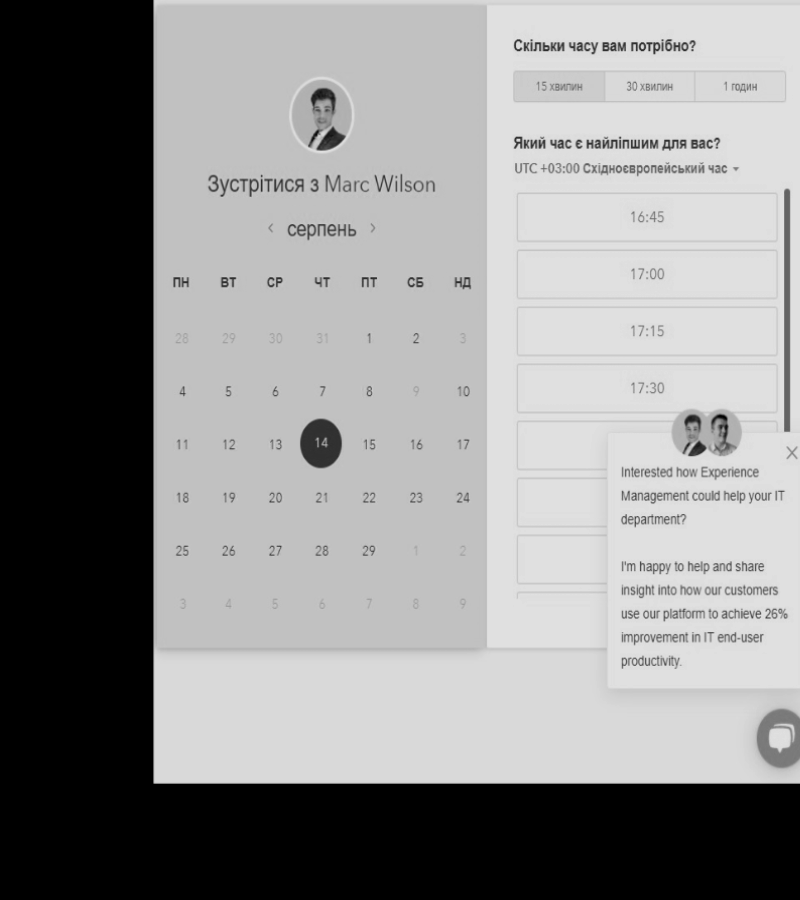 Зустрітися з Marc Wilson
‹ серпень ›
ПН ВТ СР ЧТ ПТ СБ НД
28 29 30 31 1 2 3
4 5 6 7 8 9 10
11 12 13 14 15 16 17
18 19 20 21 22 23 24
25 26 27 28 29 1 2
3 4 5 6 7 8 9
Скільки часу вам потрібно?
15 хвилин 30 хвилин 1 годин
Який час є найліпшим для вас?
UTC +03:00 Східноєвропейський час
16:45
17:00
17:15
17:30
Interested how Experience
Management could help your IT
department?
I'm happy to help and share
insight into how our customers
use our platform to achieve 26%
improvement in IT end-user
productivity.